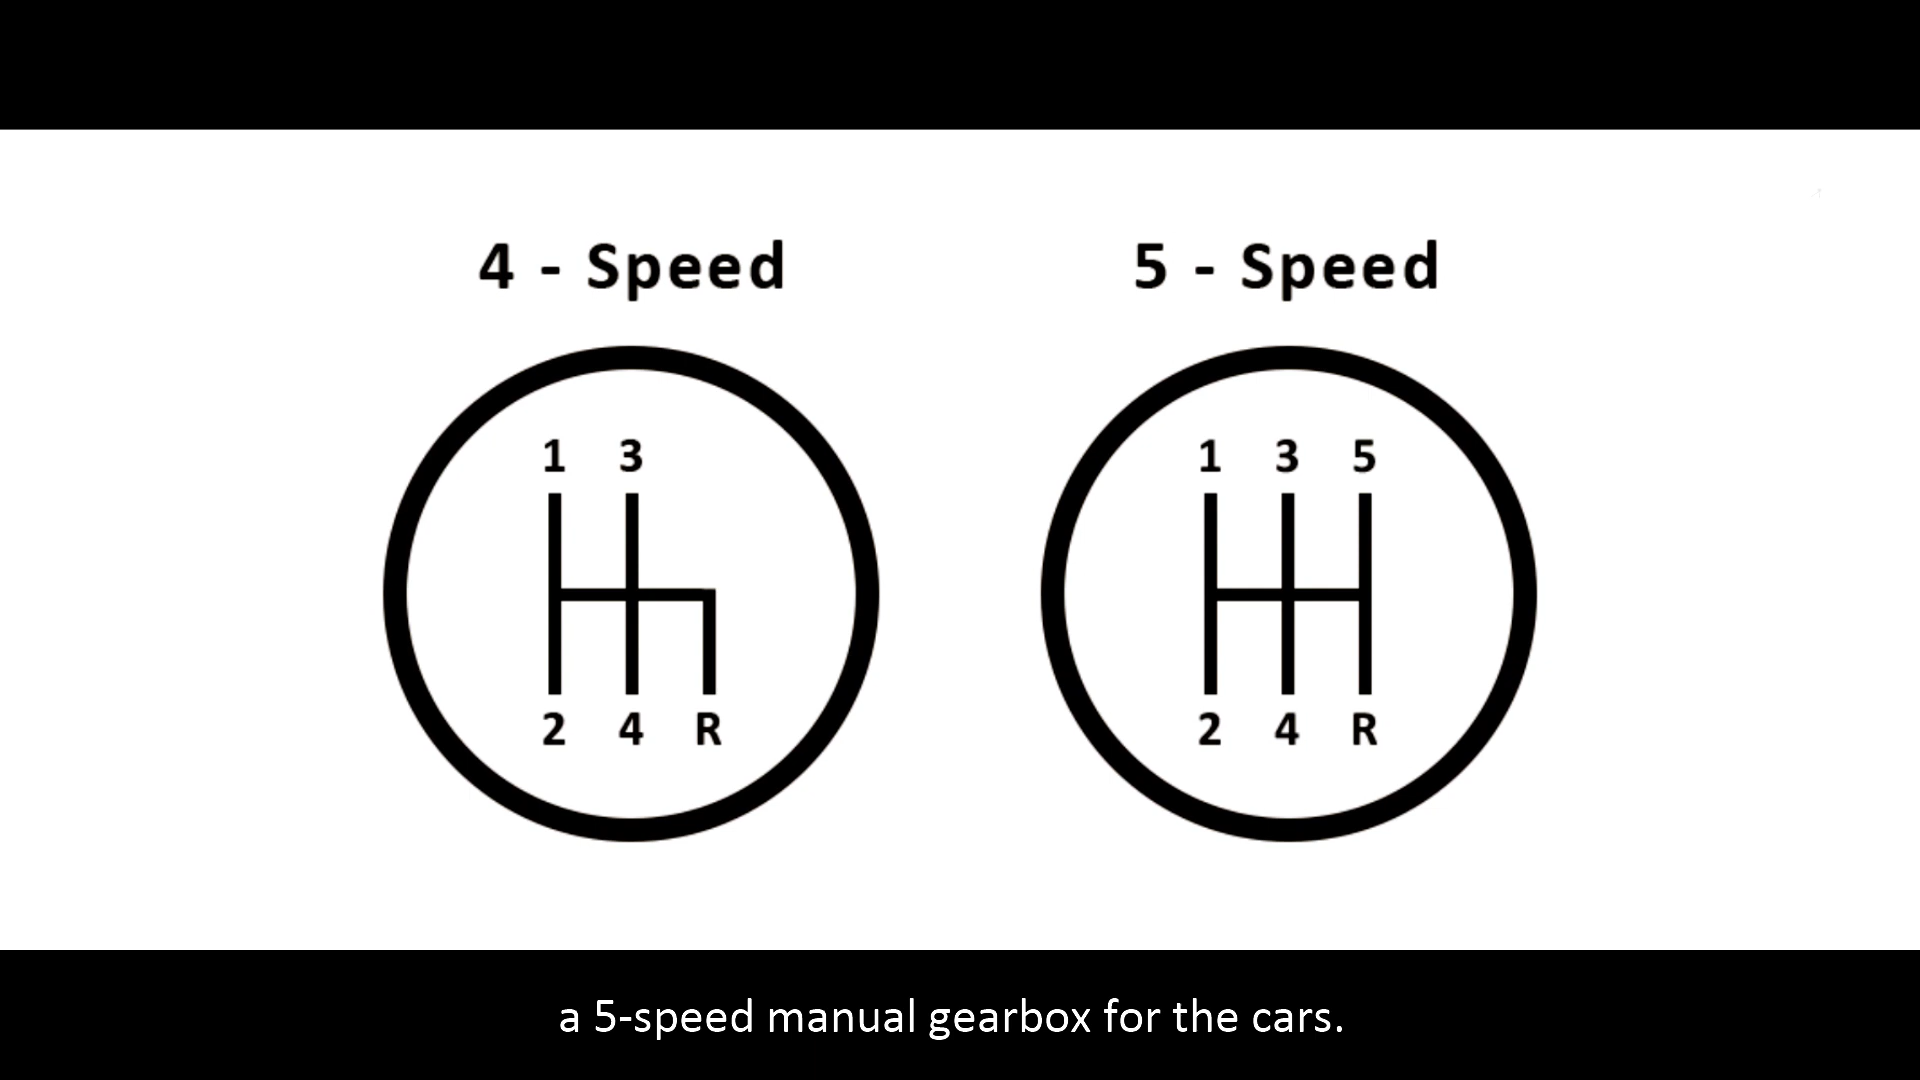 4 - Speed
5 - Speed
1 3
2 4 R
1 3 5
2 4 R
a 5-speed manual gearbox for the cars.